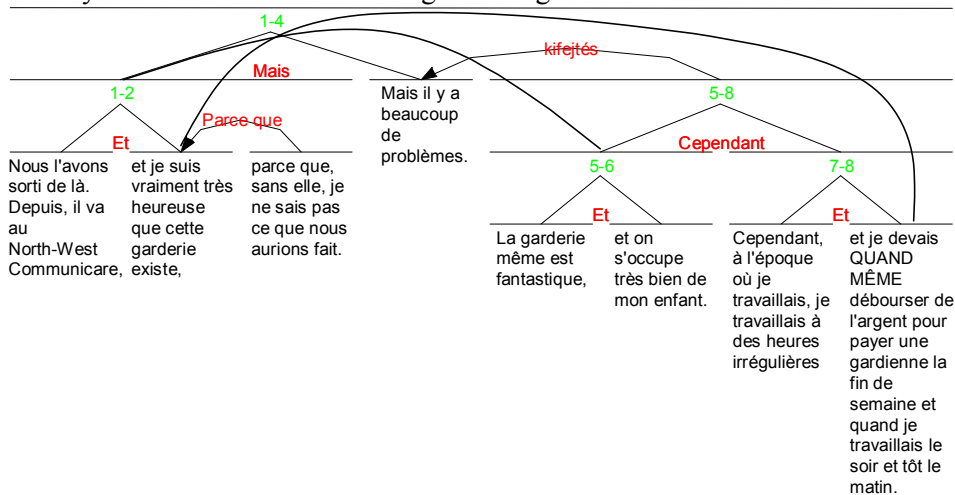 1-4
kifejtés
Mais
1-2
5-8
Parce que
Et
Cependant
5-6
7-8
Et
Et
Nous l'avons
sorti de là.
Depuis, il va
au
North-West
Communicare,
et je suis
vraiment très
heureuse
que cette
garderie
existe,
parce que,
sans elle, je
ne sais pas
ce que nous
aurions fait.
Mais il y a
beaucoup
de
problèmes.
La garderie
même est
fantastique,
et on
s'occupe
très bien de
mon enfant.
Cependant,
à l'époque
où je
travaillais, je
travaillais à
des heures
irrégulières
et je devais
QUAND
MÊME
débourser de
l'argent pour
payer une
gardienne la
fin de
semaine et
quand je
travaillais le
soir et tôt le
matin.